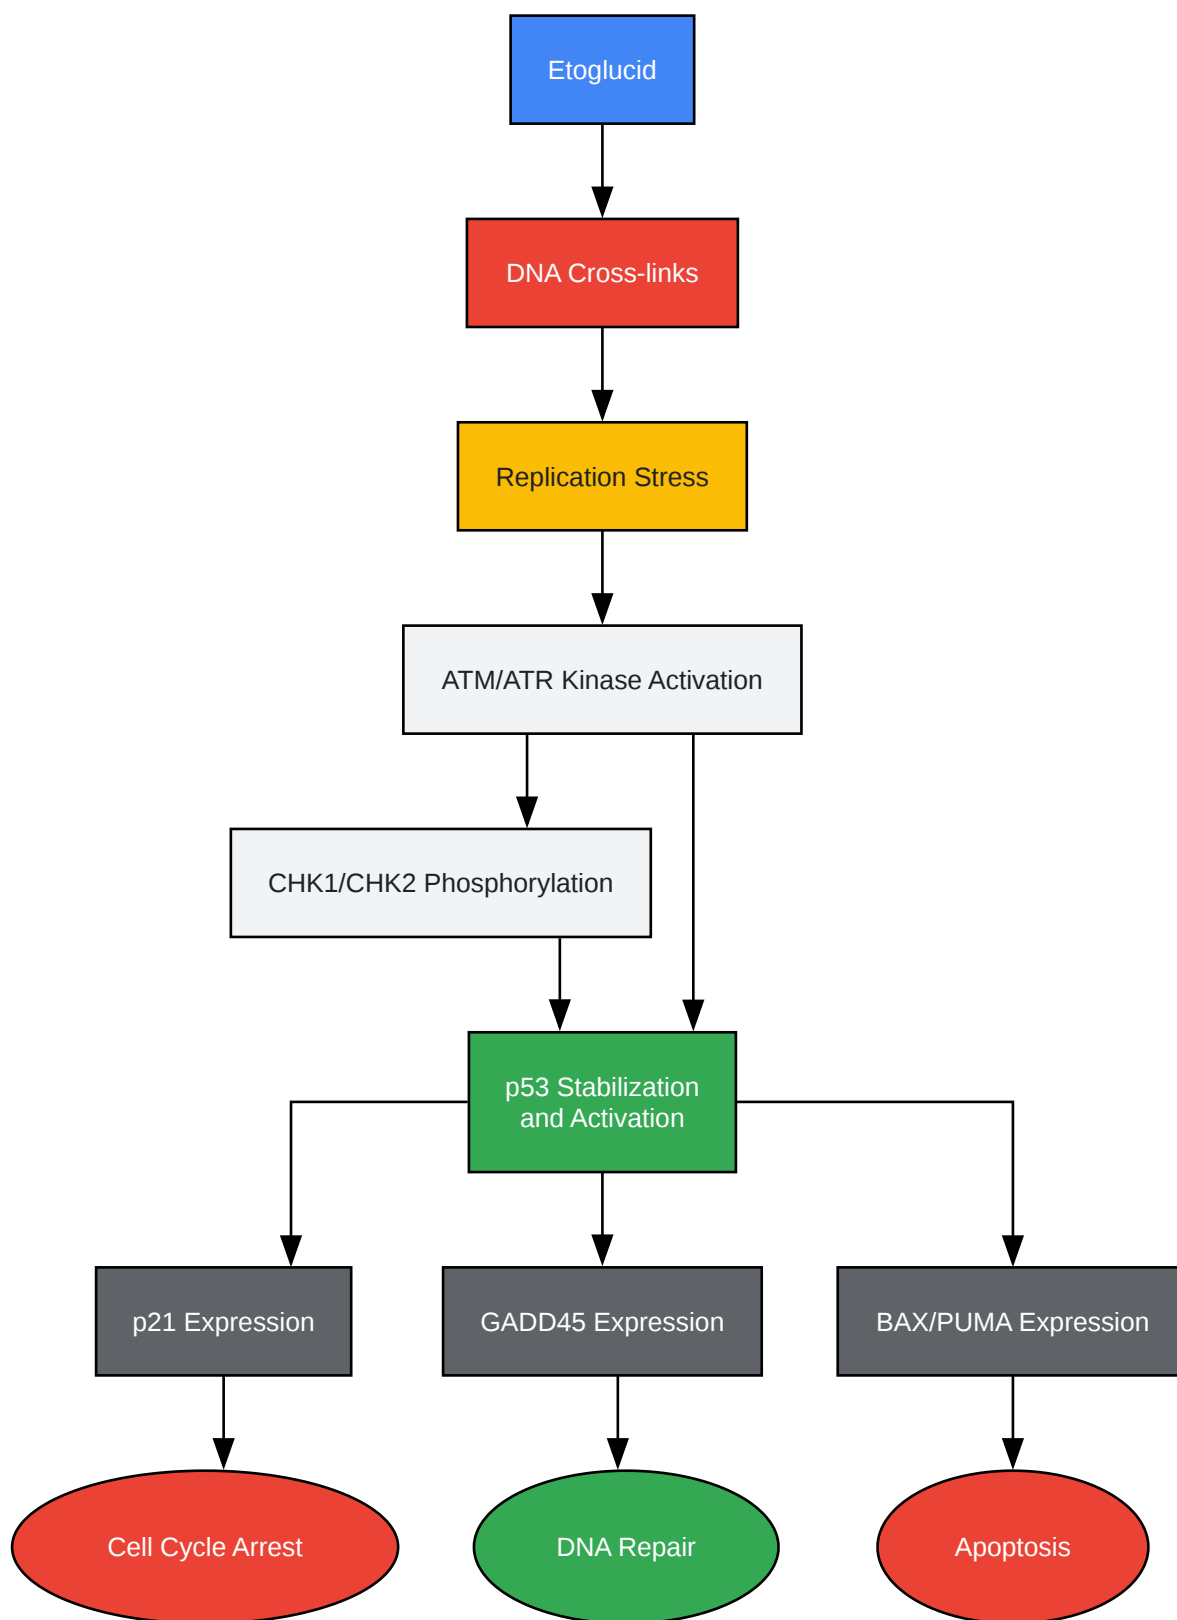 Etoglucid
DNA Cross-links
Replication Stress
ATM/ATR Kinase Activation
CHK1/CHK2 Phosphorylation
p53 Stabilization
and Activation
p21 Expression
GADD45 Expression
BAX/PUMA Expression
Cell Cycle Arrest
DNA Repair
Apoptosis